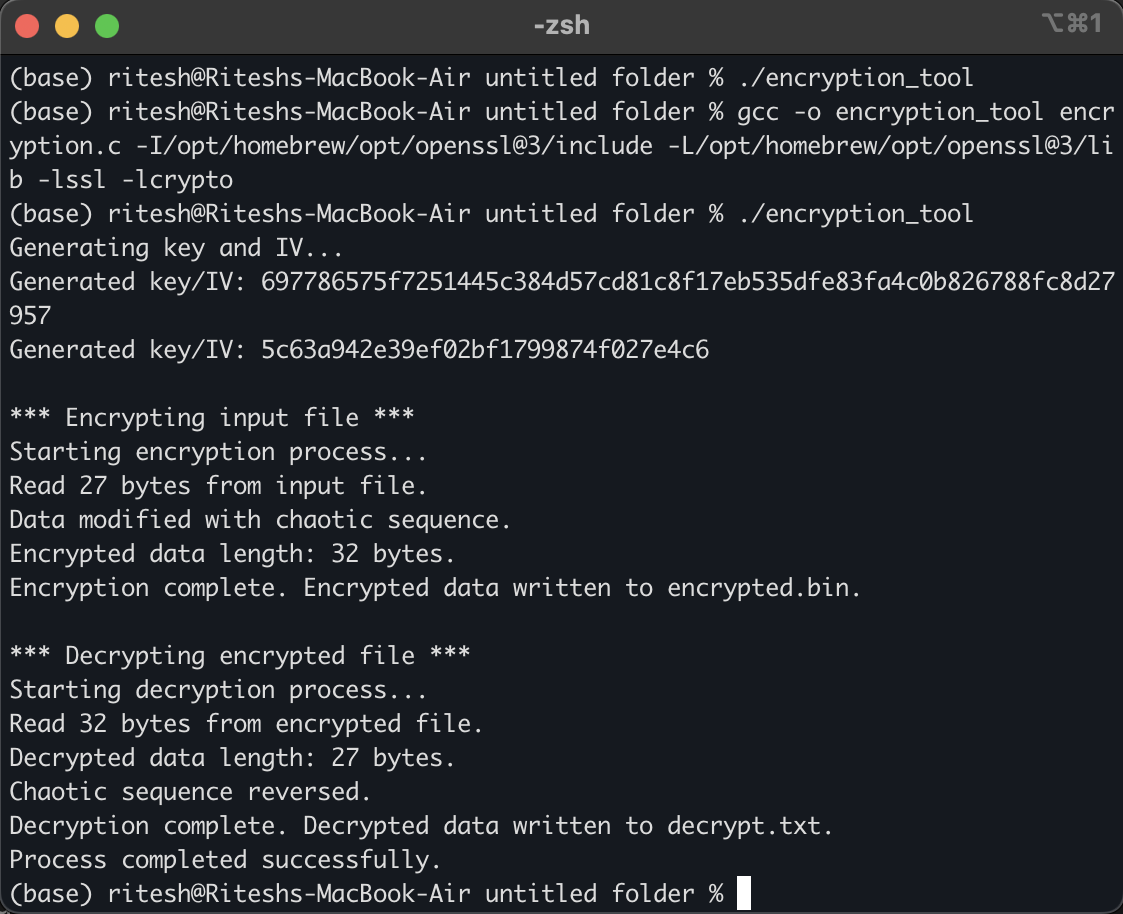 -zsh
⌥⌘1
(base) ritesh@Riteshs-MacBook-Air untitled folder % ./encryption_tool
(base) ritesh@Riteshs-MacBook-Air untitled folder % gcc -o encryption_tool encr
yption.c -I/opt/homebrew/opt/openssl@3/include -L/opt/homebrew/opt/openssl@3/li
b -lssl -lcrypto
(base) ritesh@Riteshs-MacBook-Air untitled folder % ./encryption_tool
Generating key and IV...
Generated key/IV: 697786575f7251445c384d57cd81c8f17eb535dfe83fa4c0b826788fc8d27
957
Generated key/IV: 5c63a942e39ef02bf1799874f027e4c6
*** Encrypting input file ***
Starting encryption process...
Read 27 bytes from input file.
Data modified with chaotic sequence.
Encrypted data length: 32 bytes.
Encryption complete. Encrypted data written to encrypted.bin.
*** Decrypting encrypted file ***
Starting decryption process...
Read 32 bytes from encrypted file.
Decrypted data length: 27 bytes.
Chaotic sequence reversed.
Decryption complete. Decrypted data written to decrypt.txt.
Process completed successfully.
(base) ritesh@Riteshs-MacBook-Air untitled folder %